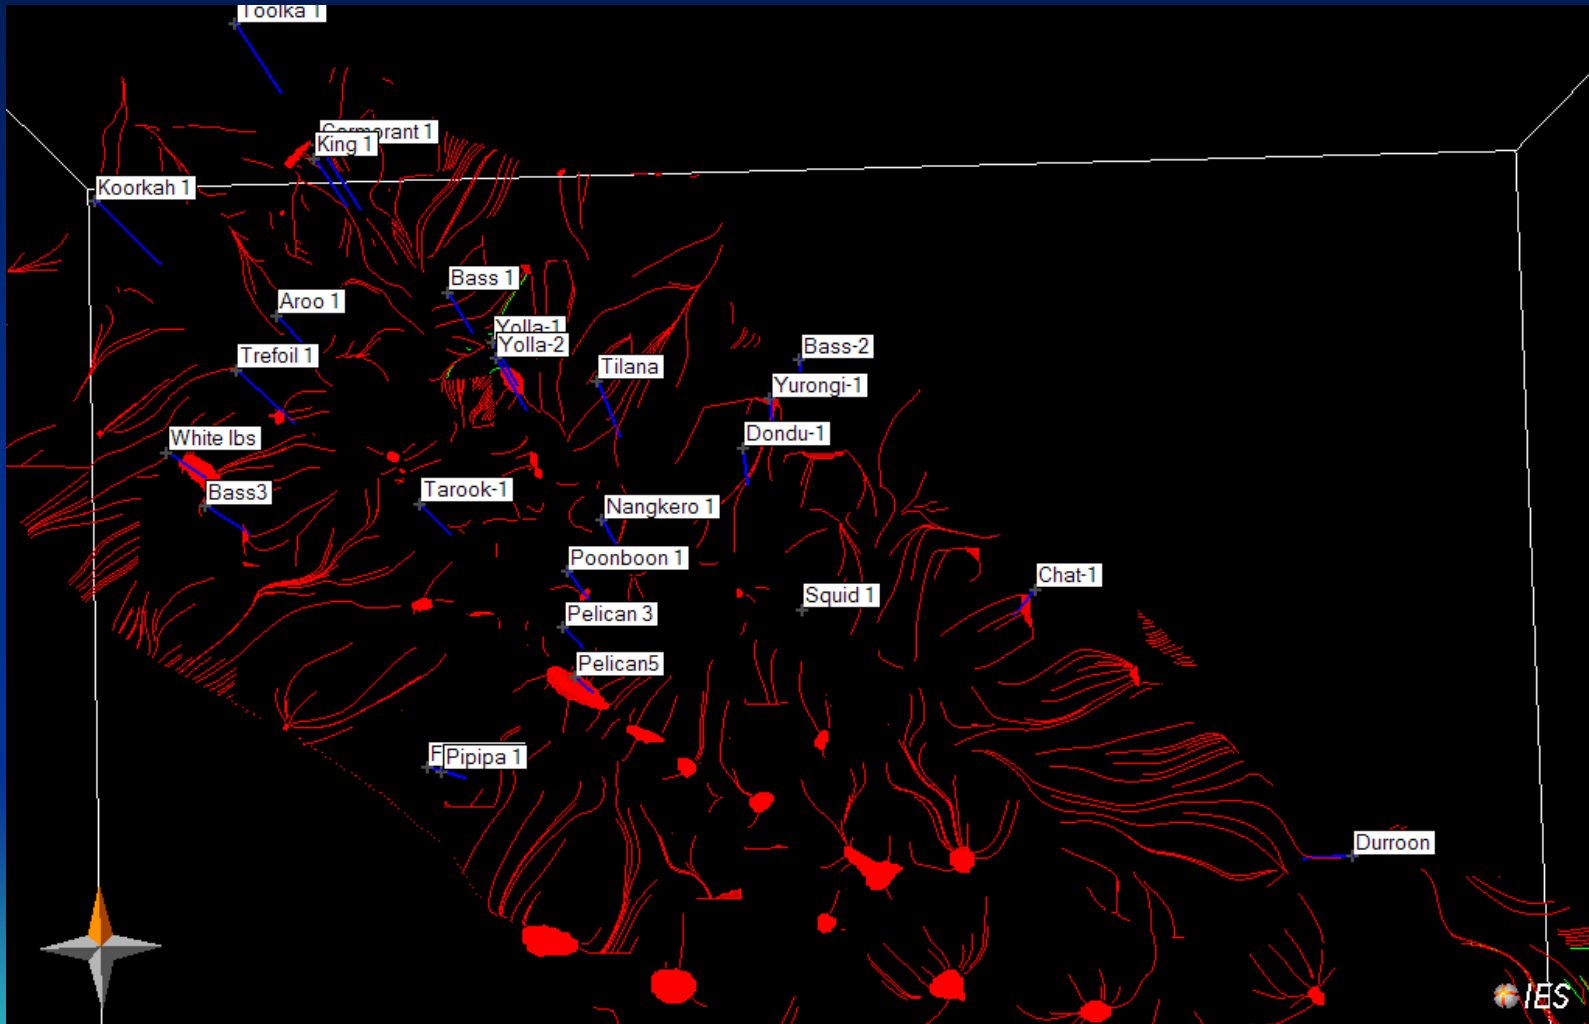 Toolka 1
Cormorant 1
King 1
Koorkah 1
Bass 1
Aroo 1
Yolla-1
Yolla-2
Bass-2
Trefoil 1
Tilana
Yurongi-1
White lbs
Dondu-1
Bass3
Tarook-1
Nangkero 1
Poonboon 1
Chat-1
Squid 1
Pelican 3
Pelican5
Pipipa 1
Durroon
IES